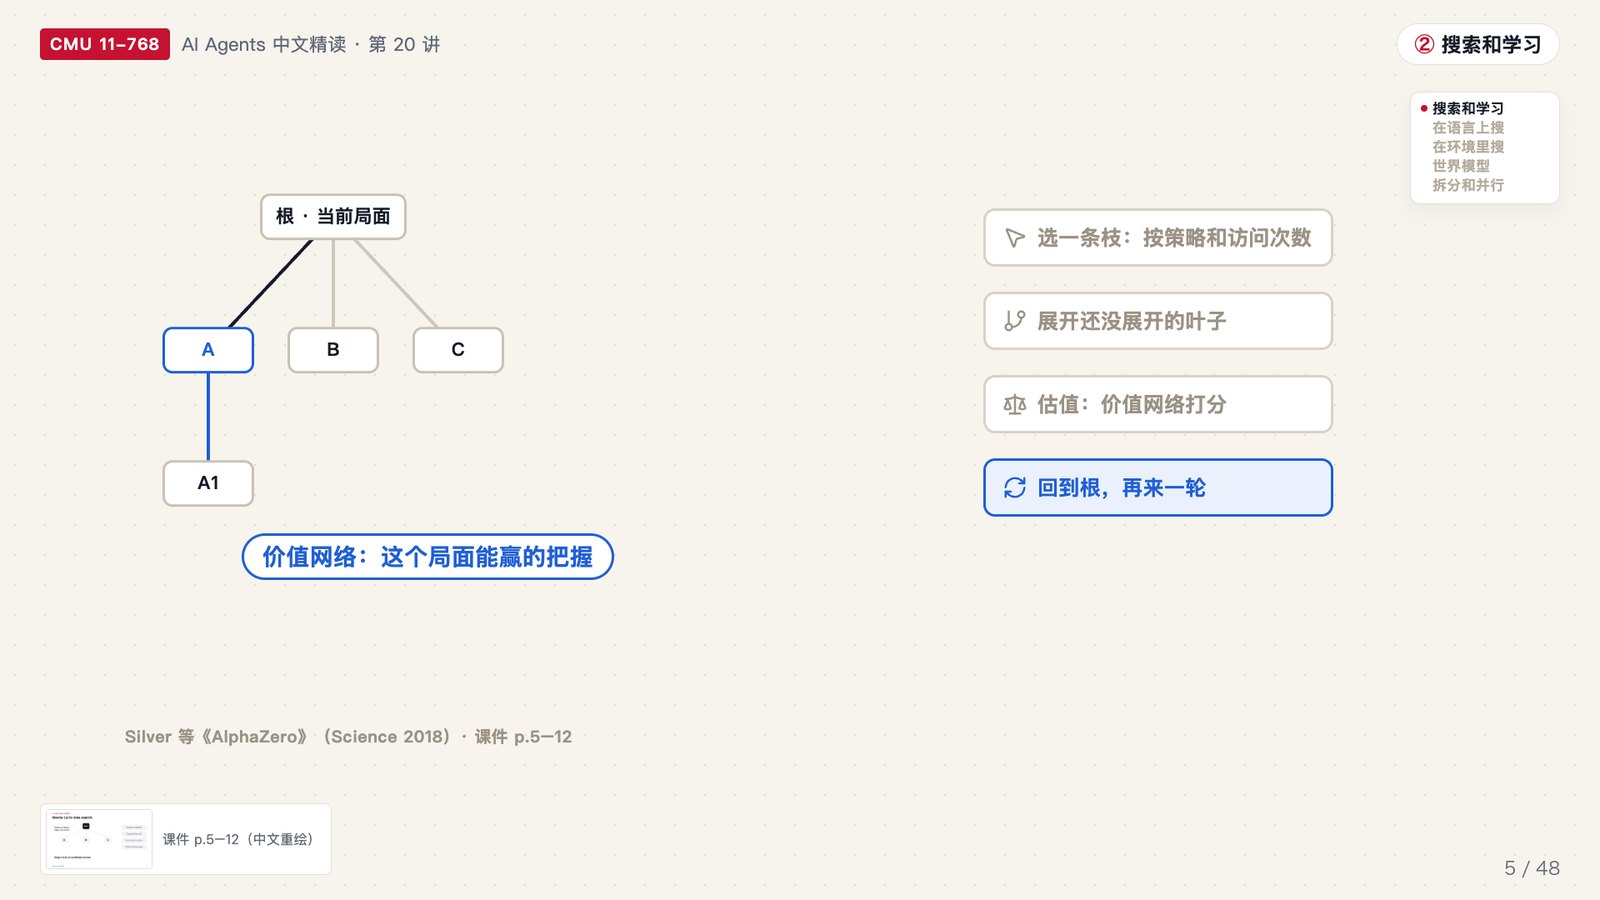 CMU 11-768 AI Agents 中文精读 · 第 20 讲
② 搜索和学习
搜索和学习
在语言上搜
在环境里搜
世界模型
拆分和并行
根 · 当前局面
A
B
C
A1
价值网络：这个局面能赢的把握
选一条枝：按策略和访问次数
展开还没展开的叶子
估值：价值网络打分
回到根，再来一轮
Silver 等《AlphaZero》（Science 2018）· 课件 p.5–12
课件 p.5–12（中文重绘）
5 / 48